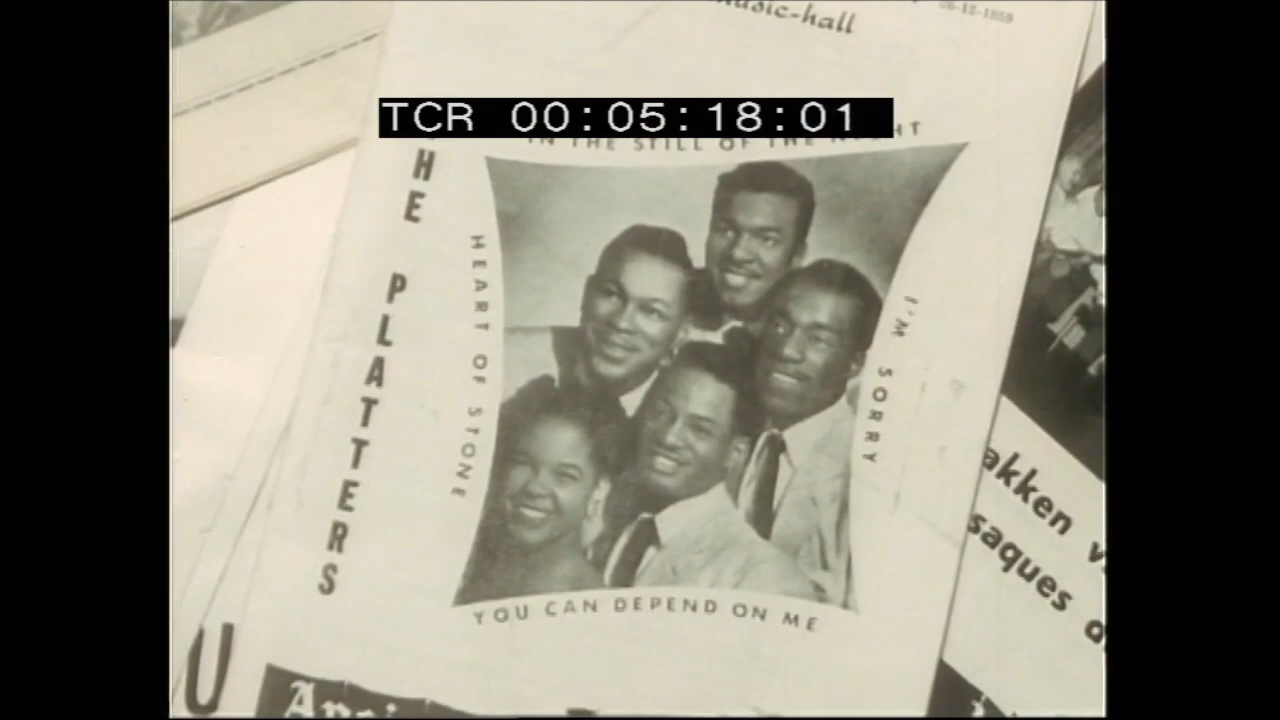 music-hall
TCR 00:05:18:01
IN THE STILL OF THE NIGHT
THE PLATTERS
HEART OF STONE
I'M SORRY
YOU CAN DEPEND ON ME
akken
saques
U